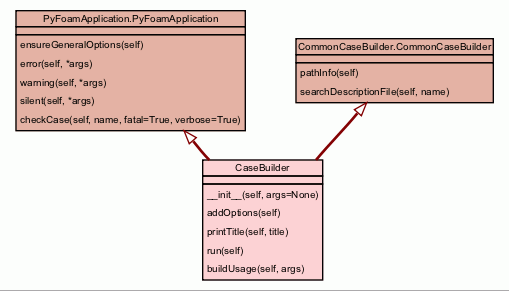 PyFoamApplication.PyFoamApplication
ensureGeneralOptions(self)
error(self, *args)
warning(self, *args)
silent(self, *args)
checkCase(self, name, fatal=True, verbose=True)
CommonCaseBuilder.CommonCaseBuilder
pathInfo(self)
searchDescriptionFile(self, name)
CaseBuilder
__init__(self, args=None)
addOptions(self)
printTitle(self, title)
run(self)
buildUsage(self, args)